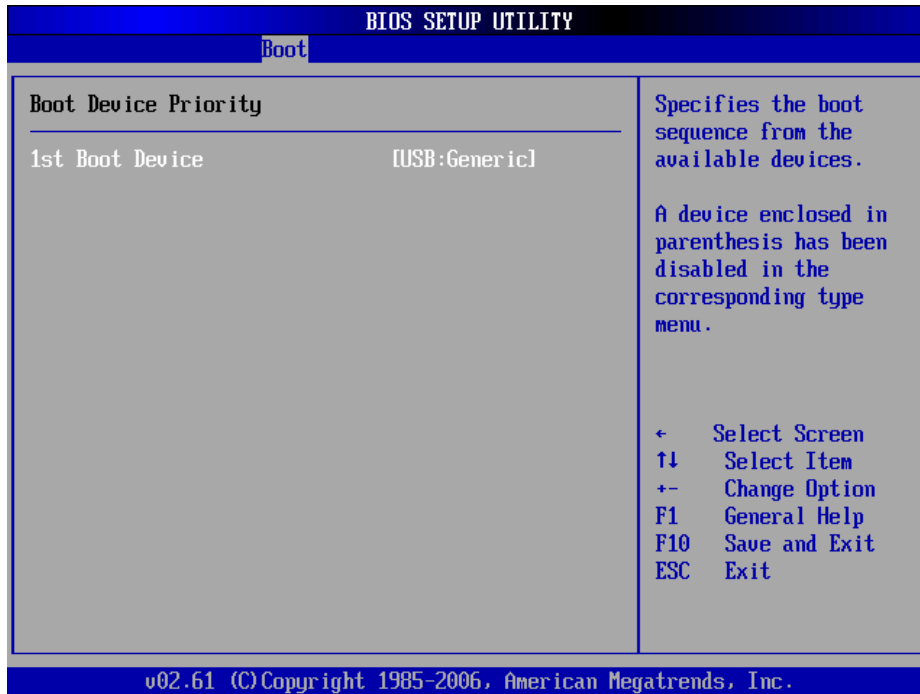 BIOS SETUP UTILITY
Boot
Boot Device Priority
1st Boot Device [USB:Generic]
Specifies the boot
sequence from the
available devices.
A device enclosed in
parenthesis has been
disabled in the
corresponding type
menu.
← Select Screen
↑↓ Select Item
+- Change Option
F1 General Help
F10 Save and Exit
ESC Exit
v02.61 (C)Copyright 1985-2006, American Megatrends, Inc.